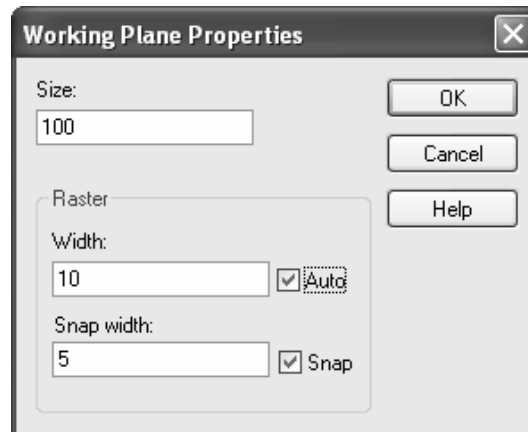 Working Plane Properties
Size:
100
OK
Cancel
Help
Raster
Width:
10
Auto
Snap width:
5
Snap